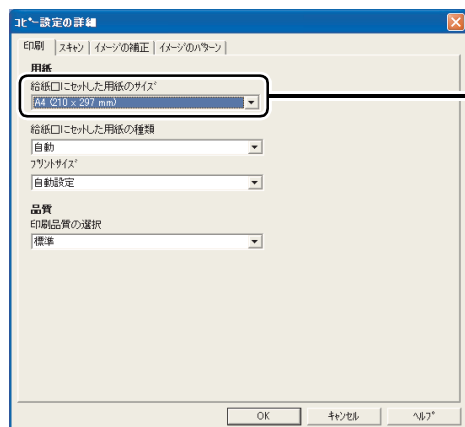 コピー設定の詳細
印刷 スキャン イメージの補正 イメージのパターン
用紙
給紙口にセットした用紙のサイズ
A4 (210 x 297 mm)
給紙口にセットした用紙の種類
自動
プリントサイズ
自動設定
品質
印刷品質の選択
標準
OK キャンセル ヘルプ